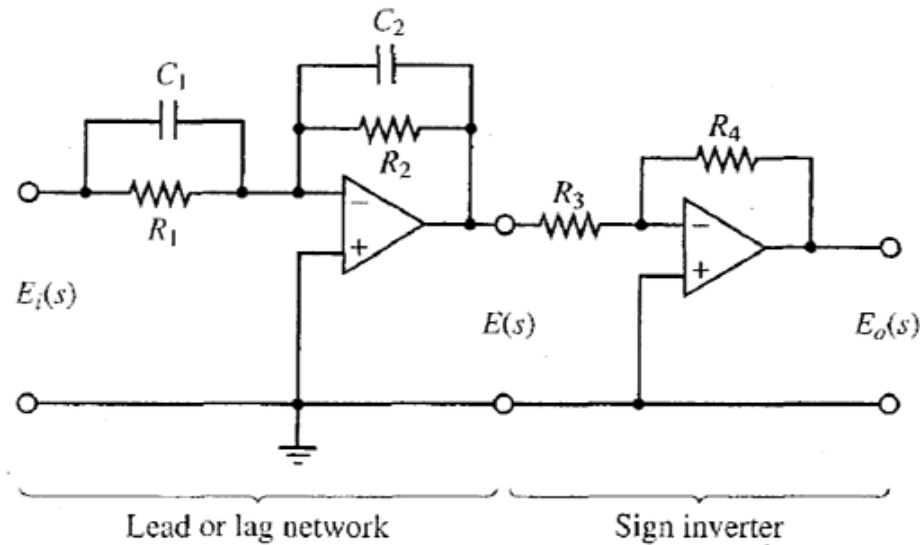 C₂
C₁
R₂
R₄
R₁
R₃
−
+
−
+
Eᵢ(s)
E(s)
Eₒ(s)
Lead or lag network
Sign inverter